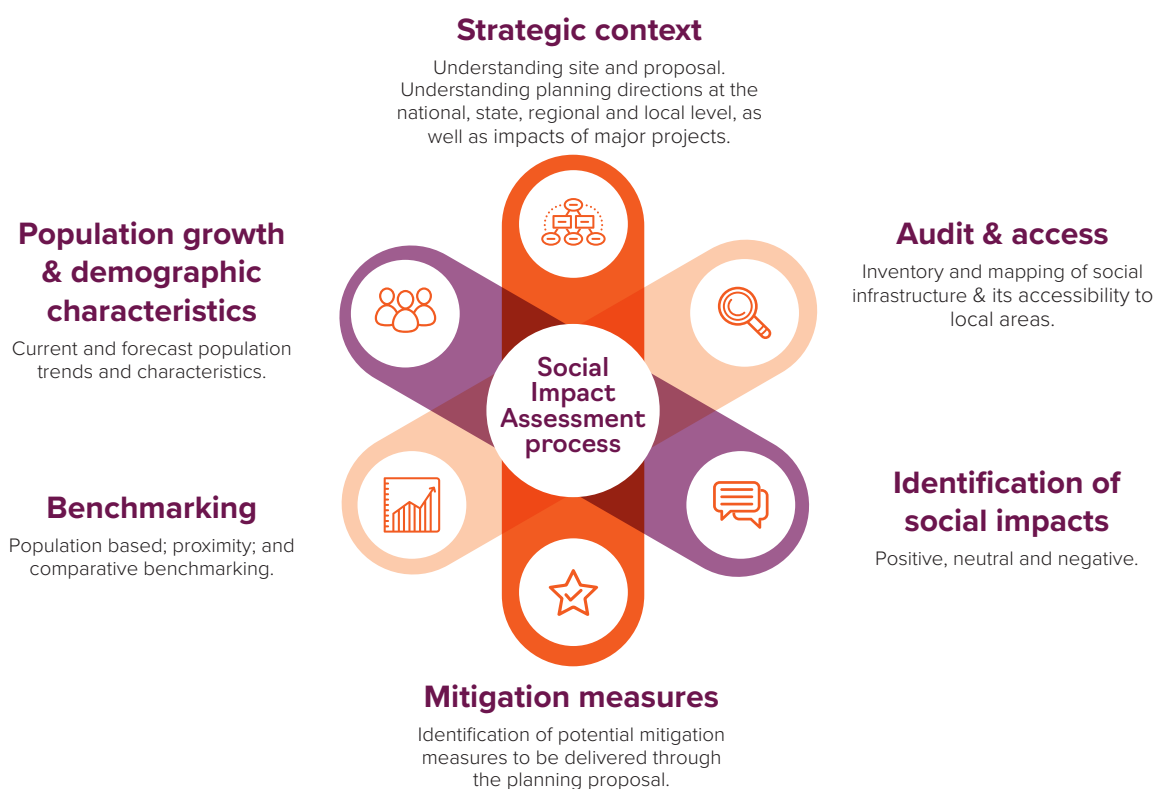 Strategic context
Understanding site and proposal.
Understanding planning directions at the
national, state, regional and local level, as
well as impacts of major projects.
Population growth
& demographic
characteristics
Current and forecast population
trends and characteristics.
Audit & access
Inventory and mapping of social
infrastructure & its accessibility to
local areas.
Social
Impact
Assessment
process
Benchmarking
Population based; proximity; and
comparative benchmarking.
Identification of
social impacts
Positive, neutral and negative.
Mitigation measures
Identification of potential mitigation
measures to be delivered through
the planning proposal.